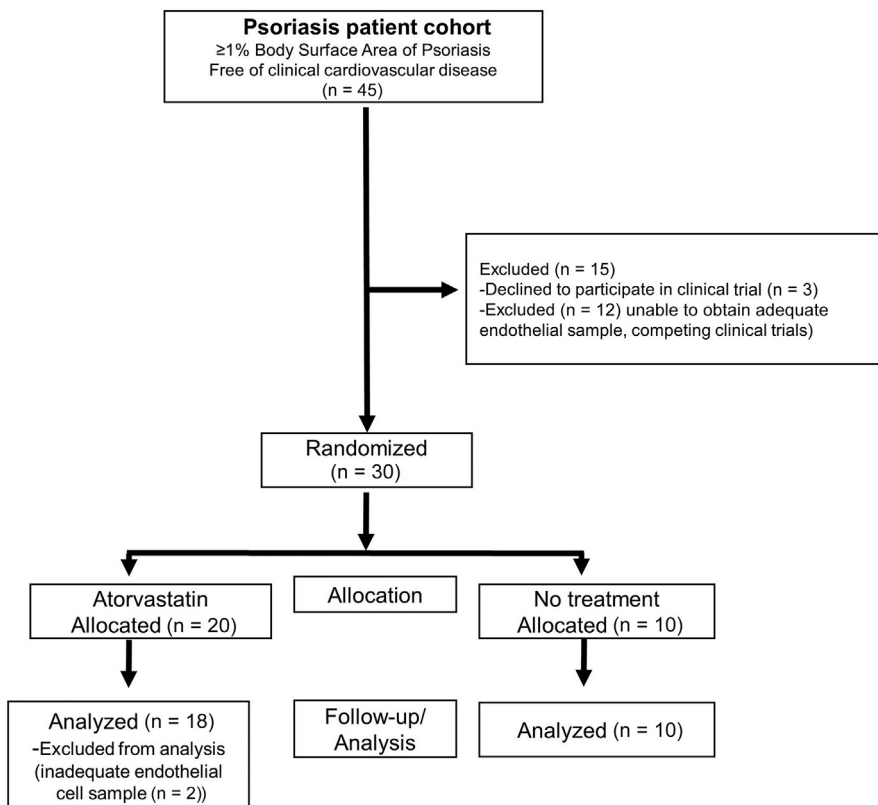 Psoriasis patient cohort
≥1% Body Surface Area of Psoriasis
Free of clinical cardiovascular disease
(n = 45)
Excluded (n = 15)
-Declined to participate in clinical trial (n = 3)
-Excluded (n = 12) unable to obtain adequate
endothelial sample, competing clinical trials)
Randomized
(n = 30)
Atorvastatin
Allocated (n = 20)
Allocation
No treatment
Allocated (n = 10)
Analyzed (n = 18)
-Excluded from analysis
(inadequate endothelial
cell sample (n = 2))
Follow-up/
Analysis
Analyzed (n = 10)